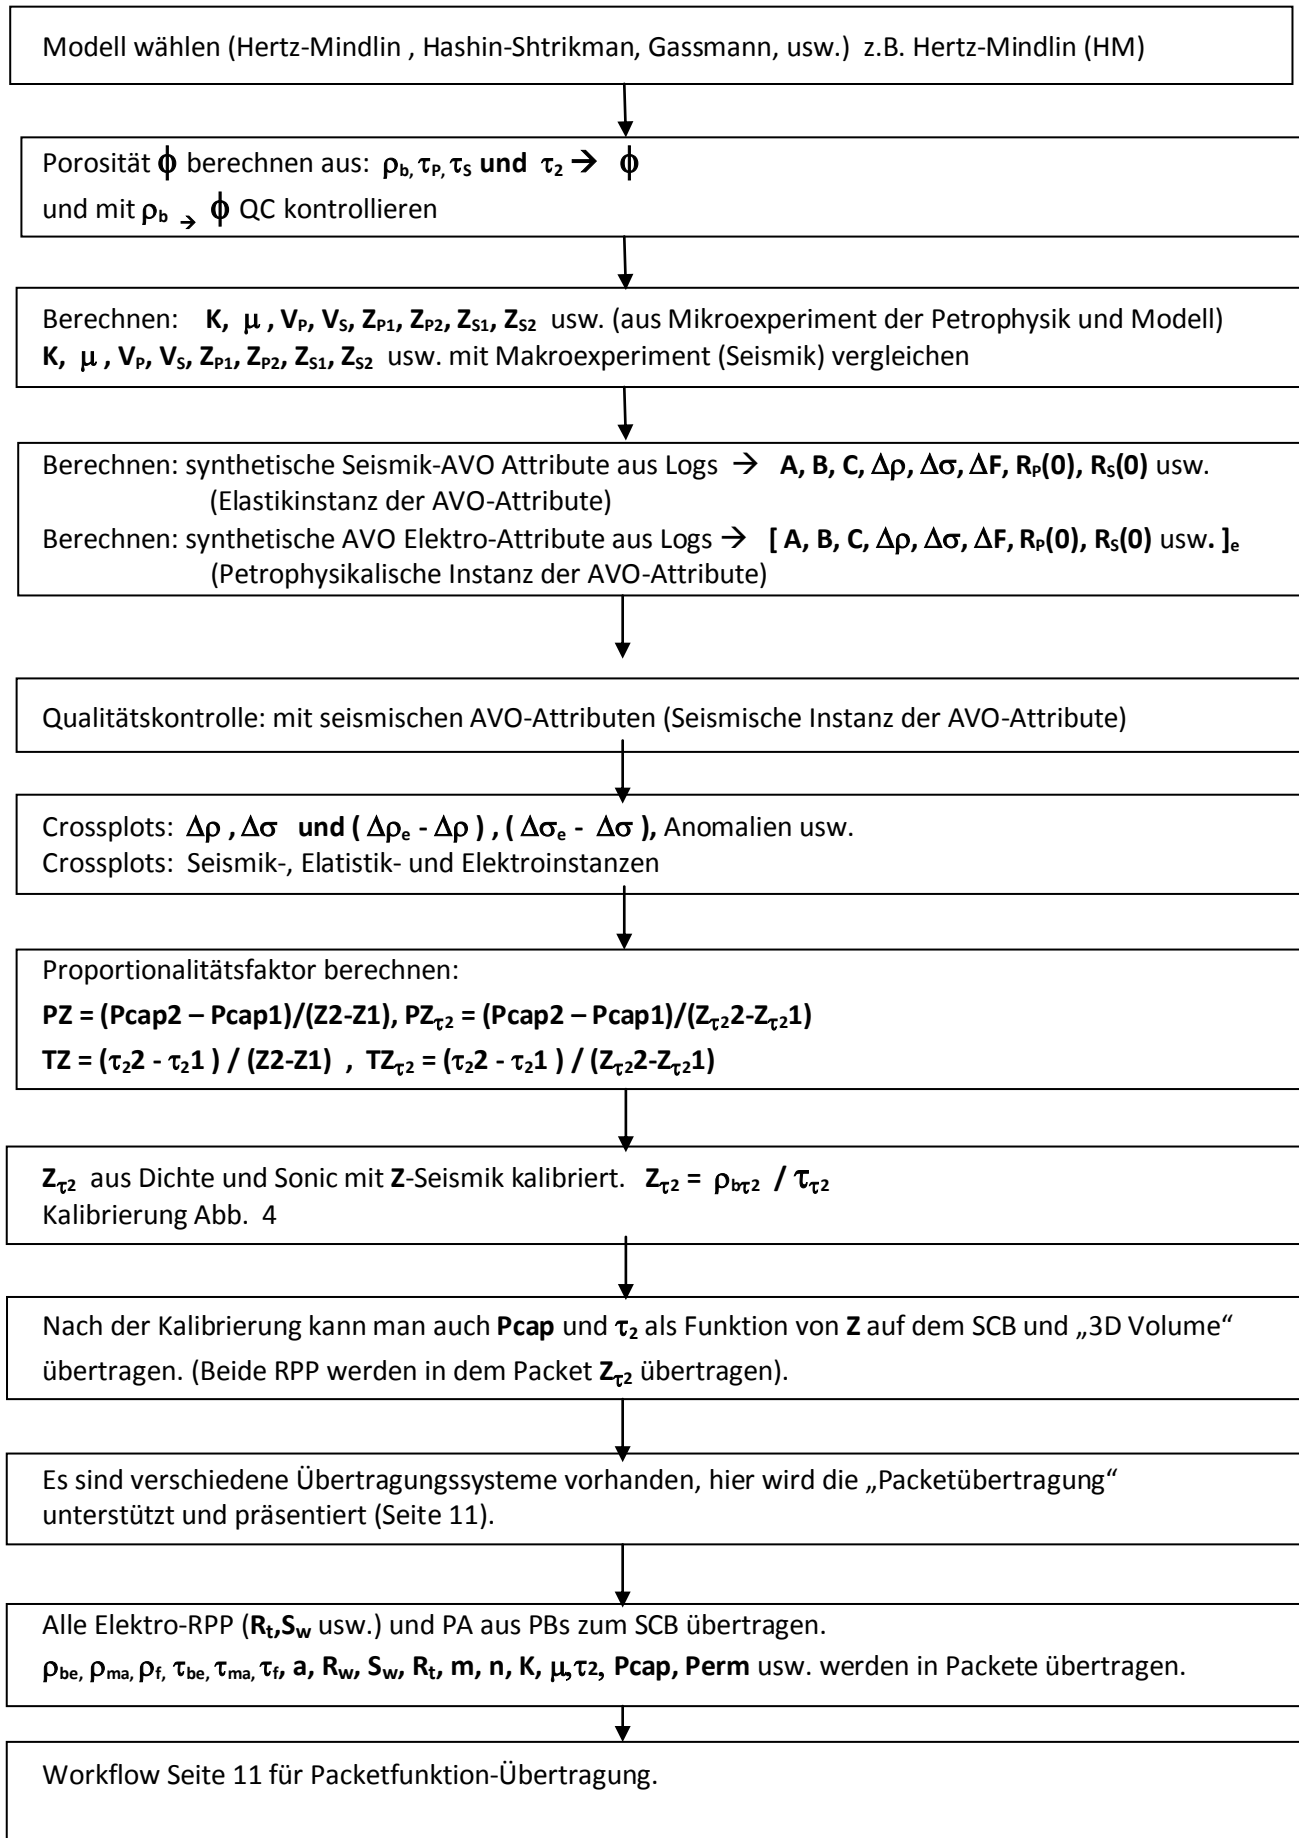 Modell wählen (Hertz-Mindlin , Hashin-Shtrikman, Gassmann, usw.) z.B. Hertz-Mindlin (HM)
Porosität ϕ berechnen aus: ρb, τP, τS und τ2 → ϕ
und mit ρb → ϕ QC kontrollieren
Berechnen: K, μ , VP, VS, ZP1, ZP2, ZS1, ZS2 usw. (aus Mikroexperiment der Petrophysik und Modell)
K, μ , VP, VS, ZP1, ZP2, ZS1, ZS2 usw. mit Makroexperiment (Seismik) vergleichen
Berechnen: synthetische Seismik-AVO Attribute aus Logs → A, B, C, Δρ, Δσ, ΔF, RP(0), RS(0) usw.
(Elastikinstanz der AVO-Attribute)
Berechnen: synthetische AVO Elektro-Attribute aus Logs → [ A, B, C, Δρ, Δσ, ΔF, RP(0), RS(0) usw. ]e
(Petrophysikalische Instanz der AVO-Attribute)
Qualitätskontrolle: mit seismischen AVO-Attributen (Seismische Instanz der AVO-Attribute)
Crossplots: Δρ , Δσ und ( Δρe - Δρ ) , ( Δσe - Δσ ), Anomalien usw.
Crossplots: Seismik-, Elatistik- und Elektroinstanzen
Proportionalitätsfaktor berechnen:
PZ = (Pcap2 – Pcap1)/(Z2-Z1), PZτ2 = (Pcap2 – Pcap1)/(Zτ22-Zτ21)
TZ = (τ22 - τ21 ) / (Z2-Z1) , TZτ2 = (τ22 - τ21 ) / (Zτ22-Zτ21)
Zτ2 aus Dichte und Sonic mit Z-Seismik kalibriert. Zτ2 = ρbτ2 / ττ2
Kalibrierung Abb. 4
Nach der Kalibrierung kann man auch Pcap und τ2 als Funktion von Z auf dem SCB und „3D Volume“
übertragen. (Beide RPP werden in dem Packet Zτ2 übertragen).
Es sind verschiedene Übertragungssysteme vorhanden, hier wird die „Packetübertragung“
unterstützt und präsentiert (Seite 11).
Alle Elektro-RPP (Rt,Sw usw.) und PA aus PBs zum SCB übertragen.
ρbe, ρma, ρf, τbe, τma, τf, a, Rw, Sw, Rt, m, n, K, μ,τ2, Pcap, Perm usw. werden in Packete übertragen.
Workflow Seite 11 für Packetfunktion-Übertragung.